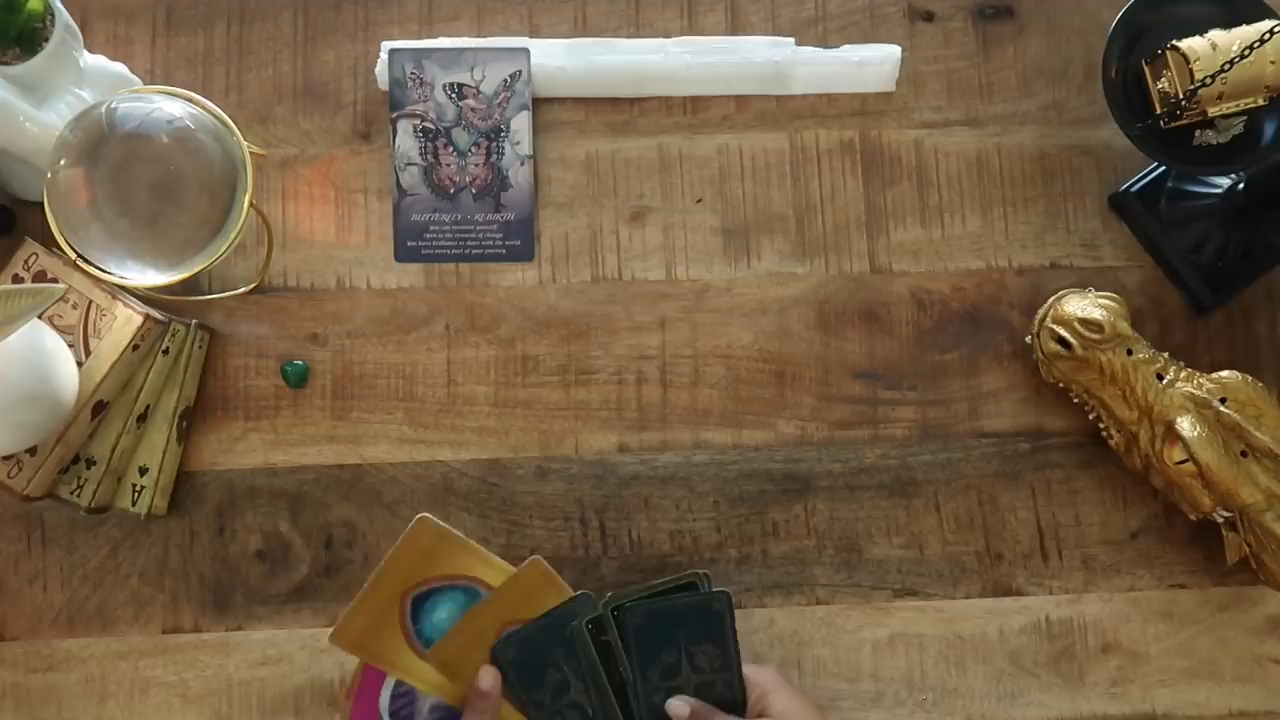 BUTTERFLY • REBIRTH
You can reinvent yourself
Open to the rewards of change
You have brilliance to share with the world
Love every part of your journey
Q
Q
K
A